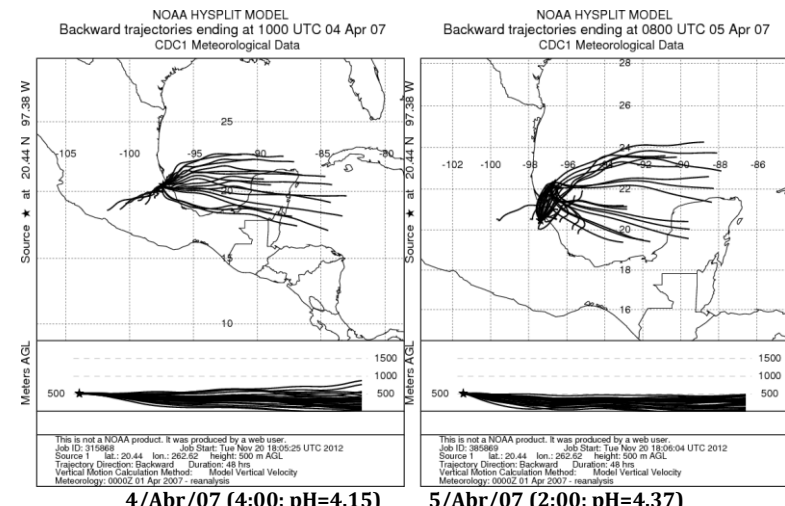 NOAA HYSPLIT MODEL
Backward trajectories ending at 1000 UTC 04 Apr 07
CDC1 Meteorological Data
Source ★ at 20.44 N 97.38 W
-105 -100 -95 -90 -85
25
20
15
10
Meters AGL
500
1500
1000
500
This is not a NOAA product. It was produced by a web user.
Job ID: 315868 Job Start: Tue Nov 20 18:05:25 UTC 2012
Source 1 lat.: 20.44 lon.: 262.62 height: 500 m AGL
Trajectory Direction: Backward Duration: 48 hrs
Vertical Motion Calculation Method: Model Vertical Velocity
Meteorology: 0000Z 01 Apr 2007 - reanalysis
4/Abr/07 (4:00; pH=4.15)
NOAA HYSPLIT MODEL
Backward trajectories ending at 0800 UTC 05 Apr 07
CDC1 Meteorological Data
Source ★ at 20.44 N 97.38 W
28
26
24
-102 -100 -98 -96 -94 -92 -90 -88 -86
22
20
18
16
Meters AGL
500
1500
1000
500
This is not a NOAA product. It was produced by a web user.
Job ID: 385869 Job Start: Tue Nov 20 18:06:04 UTC 2012
Source 1 lat.: 20.44 lon.: 262.62 height: 500 m AGL
Trajectory Direction: Backward Duration: 48 hrs
Vertical Motion Calculation Method: Model Vertical Velocity
Meteorology: 0000Z 01 Apr 2007 - reanalysis
5/Abr/07 (2:00; pH=4.37)